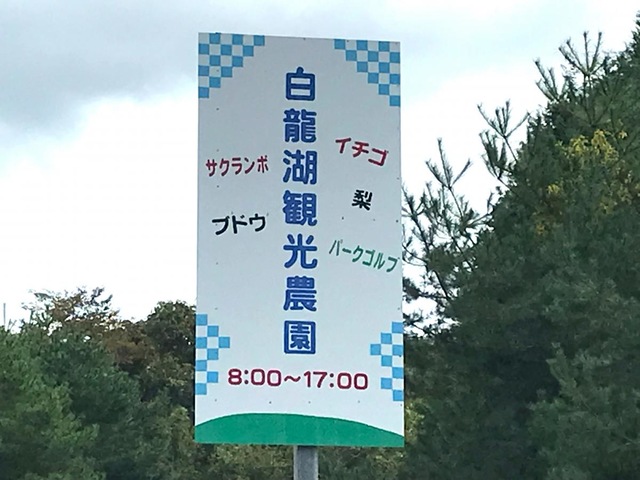 白龍湖観光農園
イチゴ
梨
パークゴルフ
サクランボ
ブドウ
8:00～17:00